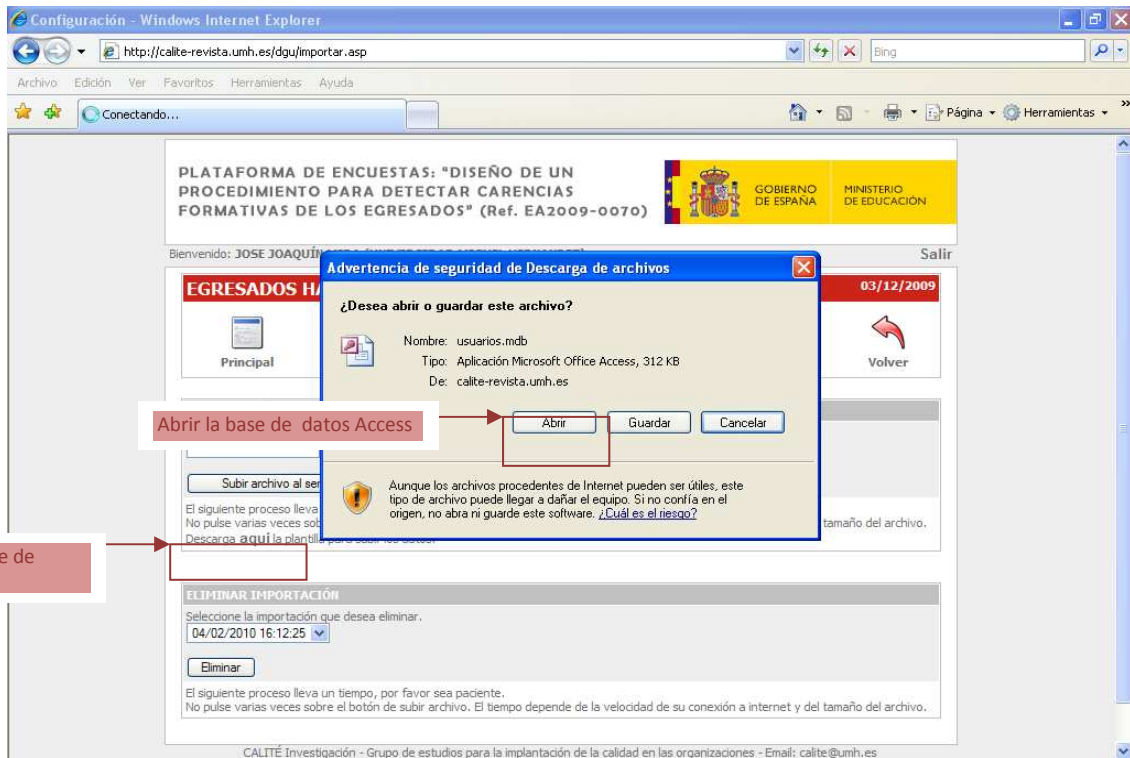 Configuración - Windows Internet Explorer
http://calite-revista.umh.es/dgu/importar.asp
Bing
Archivo Edición Ver Favoritos Herramientas Ayuda
Conectando...
Página
Herramientas
PLATAFORMA DE ENCUESTAS: "DISEÑO DE UN
PROCEDIMIENTO PARA DETECTAR CARENCIAS
FORMATIVAS DE LOS EGRESADOS" (Ref. EA2009-0070)
GOBIERNO
DE ESPAÑA
MINISTERIO
DE EDUCACIÓN
Bienvenido: JOSE JOAQUÍN
Salir
EGRESADOS
03/12/2009
Principal
Volver
Advertencia de seguridad de Descarga de archivos
¿Desea abrir o guardar este archivo?
Nombre: usuarios.mdb
Tipo: Aplicación Microsoft Office Access, 312 KB
De: calite-revista.umh.es
Abrir Guardar Cancelar
Aunque los archivos procedentes de Internet pueden ser útiles, este
tipo de archivo puede llegar a dañar el equipo. Si no confía en el
origen, no abra ni guarde este software. ¿Cuál es el riesgo?
Abrir la base de datos Access
Subir archivo al ser
El siguiente proceso lleva
No pulse varias veces sob
tamaño del archivo.
Descarga aqui la plantilla para subir los datos.
e de
ELIMINAR IMPORTACIÓN
Seleccione la importación que desea eliminar.
04/02/2010 16:12:25
Eliminar
El siguiente proceso lleva un tiempo, por favor sea paciente.
No pulse varias veces sobre el botón de subir archivo. El tiempo depende de la velocidad de su conexión a internet y del tamaño del archivo.
CALITÉ Investigación - Grupo de estudios para la implantación de la calidad en las organizaciones - Email: calite@umh.es